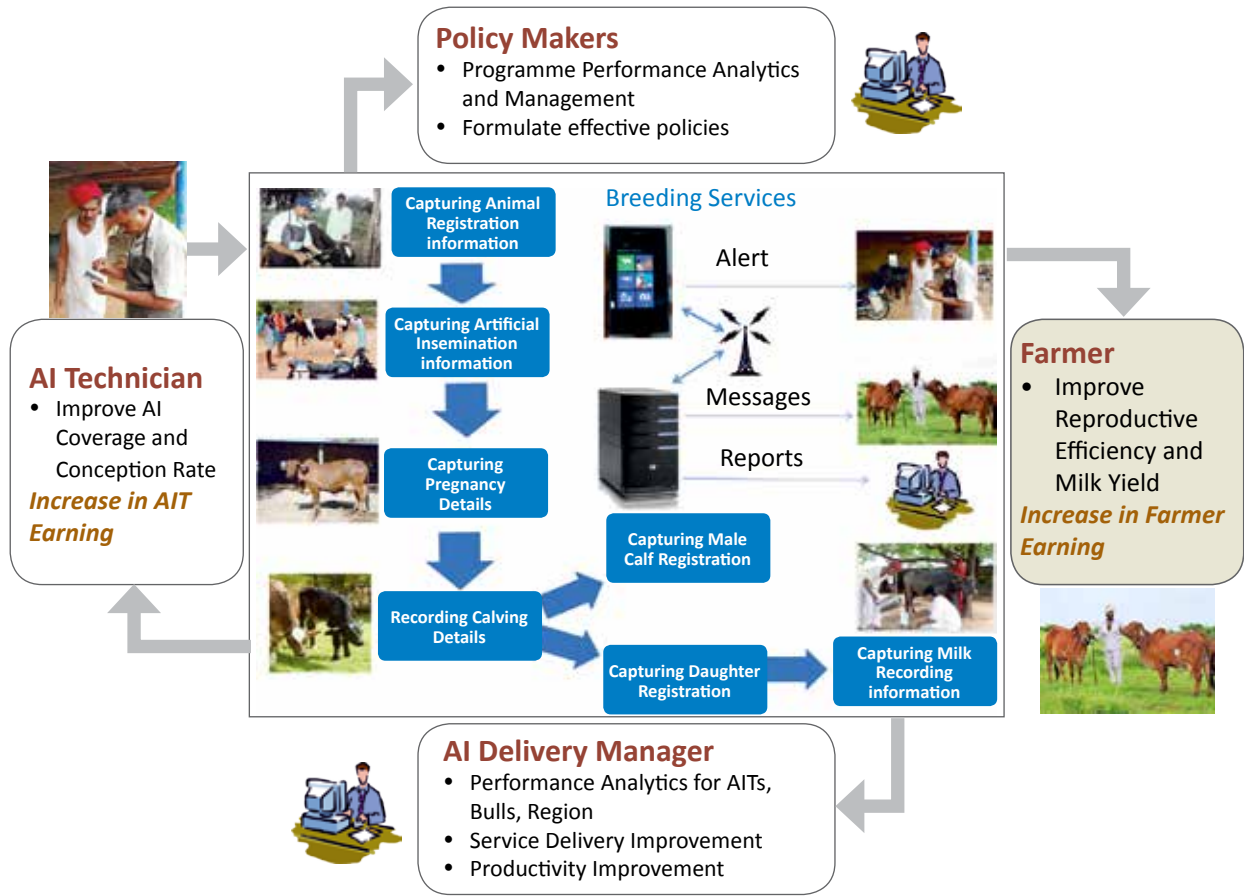 Policy Makers
• Programme Performance Analytics
and Management
• Formulate effective policies
AI Technician
• Improve AI
Coverage and
Conception Rate
Increase in AIT
Earning
Capturing Animal
Registration
information
Capturing Artificial
Insemination
information
Capturing
Pregnancy
Details
Recording Calving
Details
Breeding Services
Alert
Messages
Reports
Capturing Male
Calf Registration
Capturing Daughter
Registration
Capturing Milk
Recording
information
Farmer
• Improve
Reproductive
Efficiency and
Milk Yield
Increase in Farmer
Earning
AI Delivery Manager
• Performance Analytics for AITs,
Bulls, Region
• Service Delivery Improvement
• Productivity Improvement